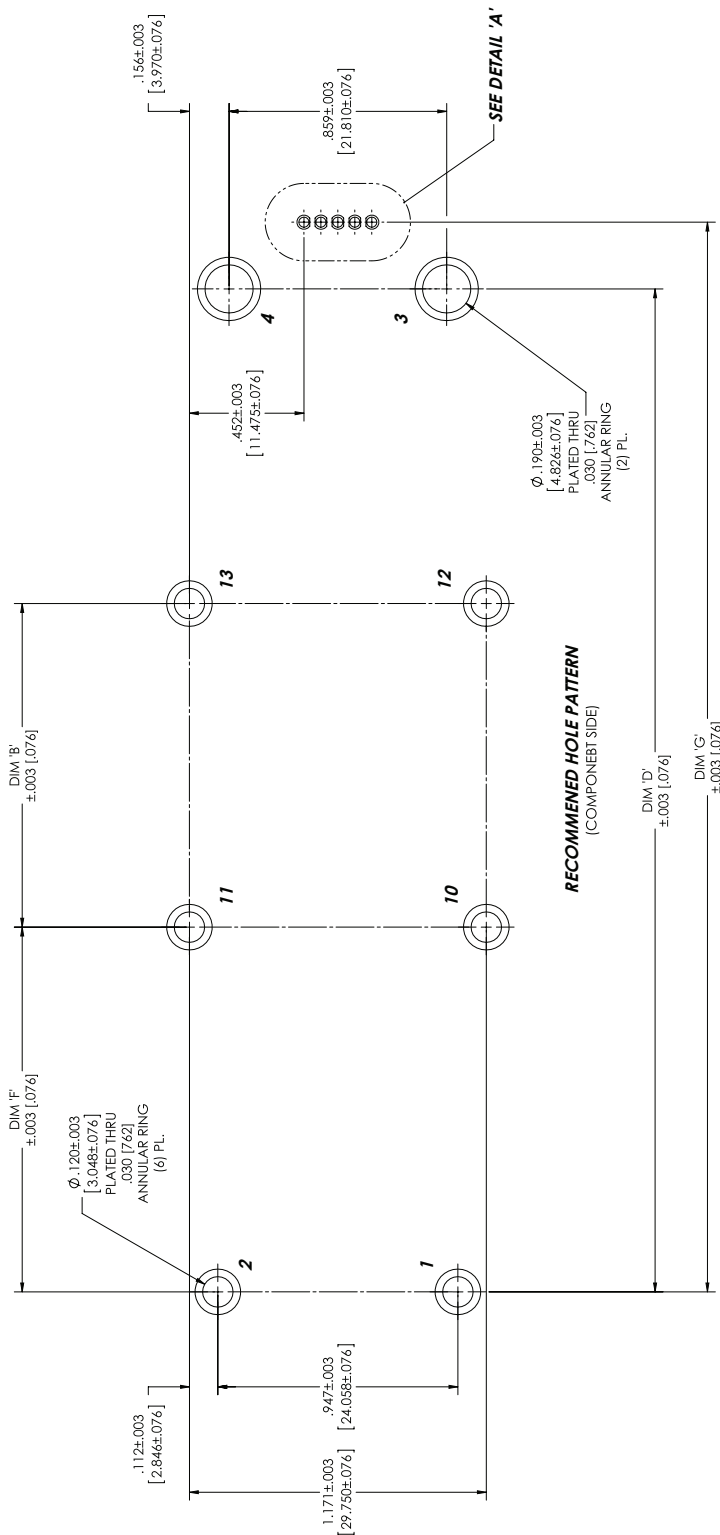 .156±.003
[3.970±.076]
.859±.003
[21.810±.076]
SEE DETAIL 'A'
4
3
.452±.003
[11.475±.076]
Ø.190±.003
[4.826±.076]
PLATED THRU
.030 [.762]
ANNULAR RING
(2) PL.
13
12
DIM 'B'
±.003 [.076]
RECOMMENED HOLE PATTERN
(COMPONEBT SIDE)
DIM 'D'
±.003 [.076]
DIM 'G'
±.003 [.076]
11
10
DIM 'F'
±.003 [.076]
Ø.120±.003
[3.048±.076]
PLATED THRU
.030 [762]
ANNULAR RING
(6) PL.
2
1
.112±.003
[2.846±.076]
.947±.003
[24.058±.076]
1.171±.003
[29.750±.076]